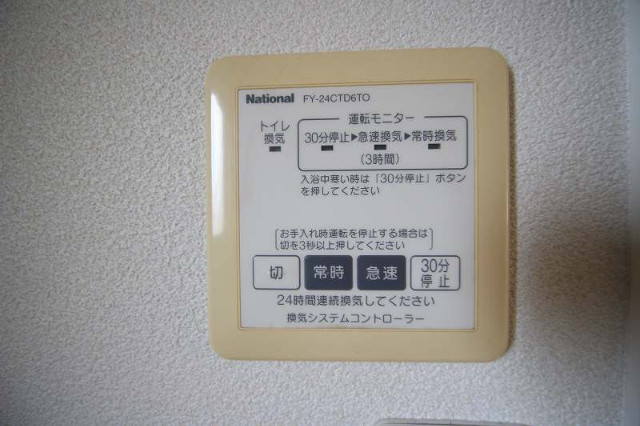 National FY-24CTD6TO
トイレ
換気
運転モニター
30分停止▶急速換気▶常時換気
(3時間)
入浴中寒い時は「30分停止」ボタン
を押してください
お手入れ時運転を停止する場合は
切を3秒以上押してください
切 常時 急速 30分停止
24時間連続換気してください
換気システムコントローラー